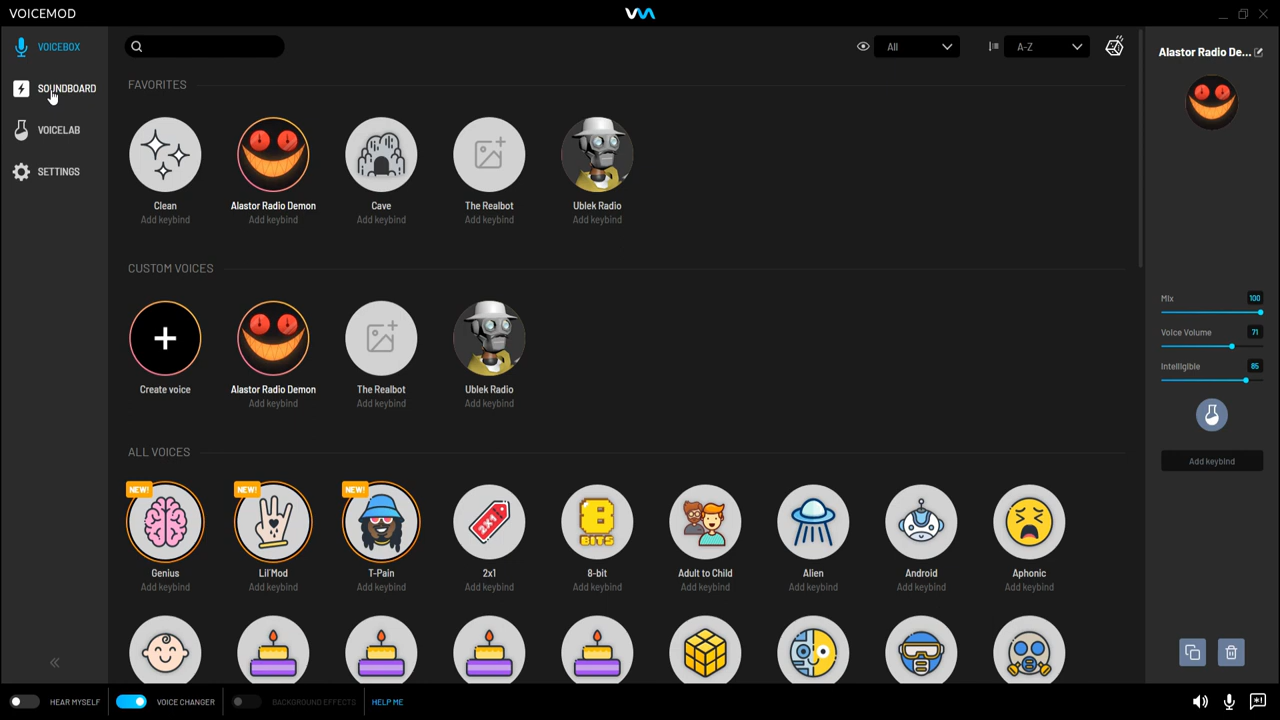 VOICEMOD
VM
VOICEBOX
SOUNDBOARD
VOICELAB
SETTINGS
All
A-Z
FAVORITES
Clean
Add keybind
Alastor Radio Demon
Add keybind
Cave
Add keybind
The Realbot
Add keybind
Ublek Radio
Add keybind
CUSTOM VOICES
Create voice
Alastor Radio Demon
Add keybind
The Realbot
Add keybind
Ublek Radio
Add keybind
ALL VOICES
NEW!
Genius
Add keybind
NEW!
Lil'Mod
Add keybind
NEW!
T-Pain
Add keybind
2X1
2x1
Add keybind
8
BITS
8-bit
Add keybind
Adult to Child
Add keybind
Alien
Add keybind
Android
Add keybind
Aphonic
Add keybind
Alastor Radio De...
Mix
100
Voice Volume
71
Intelligible
85
Add keybind
HEAR MYSELF
VOICE CHANGER
BACKGROUND EFFECTS
HELP ME